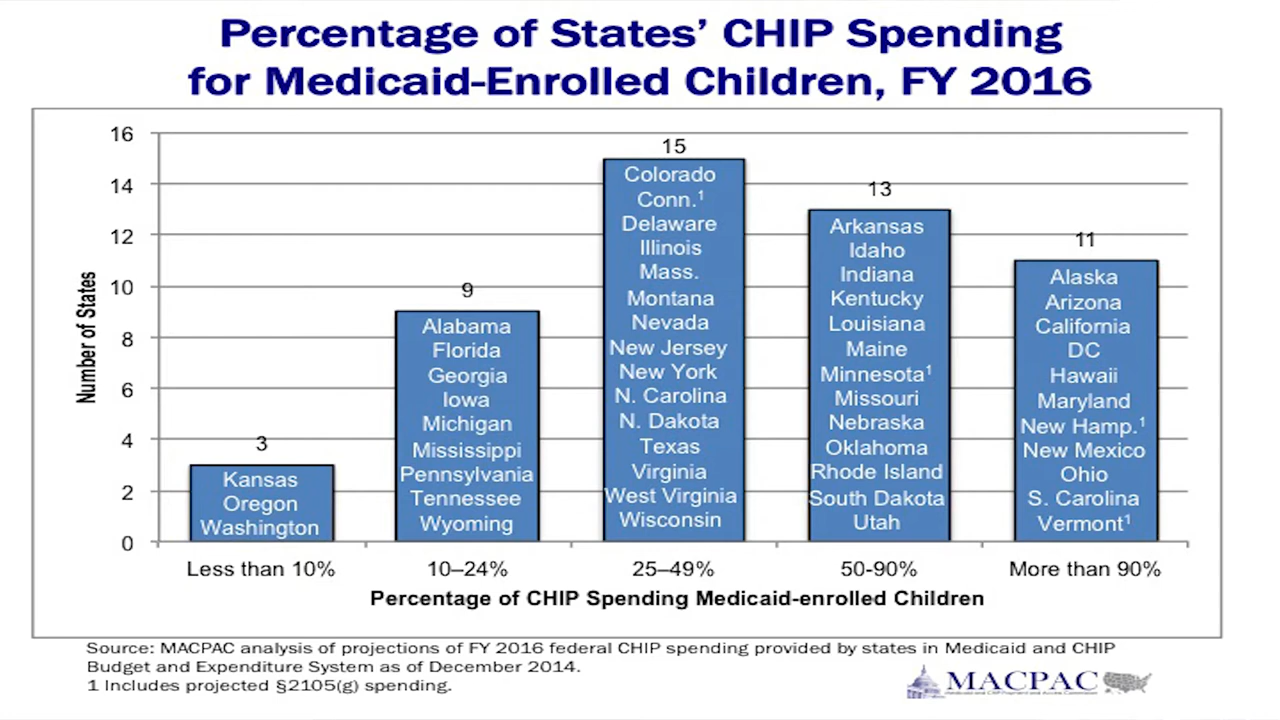 Percentage of States’ CHIP Spending
for Medicaid-Enrolled Children, FY 2016
Number of States
16
14
12
10
8
6
4
2
0
3
Kansas
Oregon
Washington
9
Alabama
Florida
Georgia
Iowa
Michigan
Mississippi
Pennsylvania
Tennessee
Wyoming
15
Colorado
Conn.¹
Delaware
Illinois
Mass.
Montana
Nevada
New Jersey
New York
N. Carolina
N. Dakota
Texas
Virginia
West Virginia
Wisconsin
13
Arkansas
Idaho
Indiana
Kentucky
Louisiana
Maine
Minnesota¹
Missouri
Nebraska
Oklahoma
Rhode Island
South Dakota
Utah
11
Alaska
Arizona
California
DC
Hawaii
Maryland
New Hamp.¹
New Mexico
Ohio
S. Carolina
Vermont¹
Less than 10%
10–24%
25–49%
50-90%
More than 90%
Percentage of CHIP Spending Medicaid-enrolled Children
Source: MACPAC analysis of projections of FY 2016 federal CHIP spending provided by states in Medicaid and CHIP
Budget and Expenditure System as of December 2014.
1 Includes projected §2105(g) spending.
MACPAC
Medicaid and CHIP Payment and Access Commission